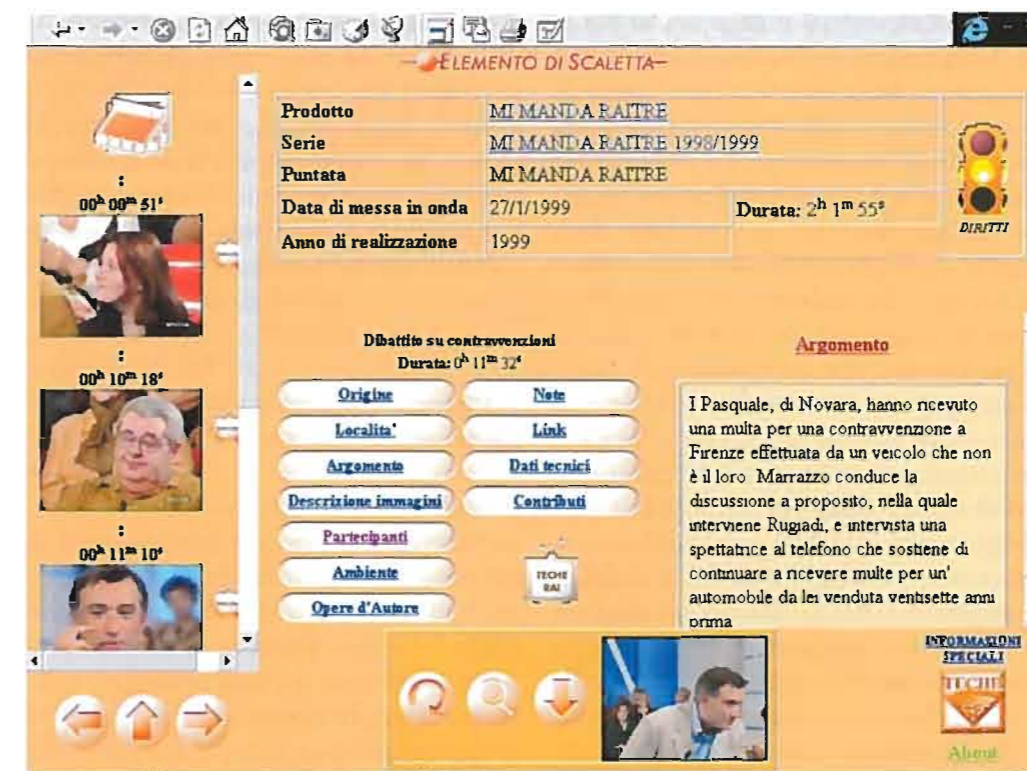 ELEMENTO DI SCALETTA
Prodotto MI MANDA RAITRE
Serie MI MANDA RAITRE 1998/1999
Puntata MI MANDA RAITRE
Data di messa in onda 27/1/1999 Durata: 2h 1m 55s
Anno di realizzazione 1999
DIRITTI
:
00h 00m 51s
:
00h 10m 18s
:
00h 11m 10s
Dibattito su contravvenzioni
Durata: 0h 11m 32s
Origine
Localita'
Argomento
Descrizione immagini
Partecipanti
Ambiente
Opere d'Autore
Note
Link
Dati tecnici
Contributi
TECHE
RAI
Argomento
I Pasquale, di Novara, hanno ricevuto
una multa per una contravvenzione a
Firenze effettuata da un veicolo che non
è il loro Marrazzo conduce la
discussione a proposito, nella quale
interviene Rugiadi, e intervista una
spettatrice al telefono che sostiene di
continuare a ricevere multe per un'
automobile da lei venduta ventisette anni
prima
INFORMAZIONI
SPECIALI
TECHE
About